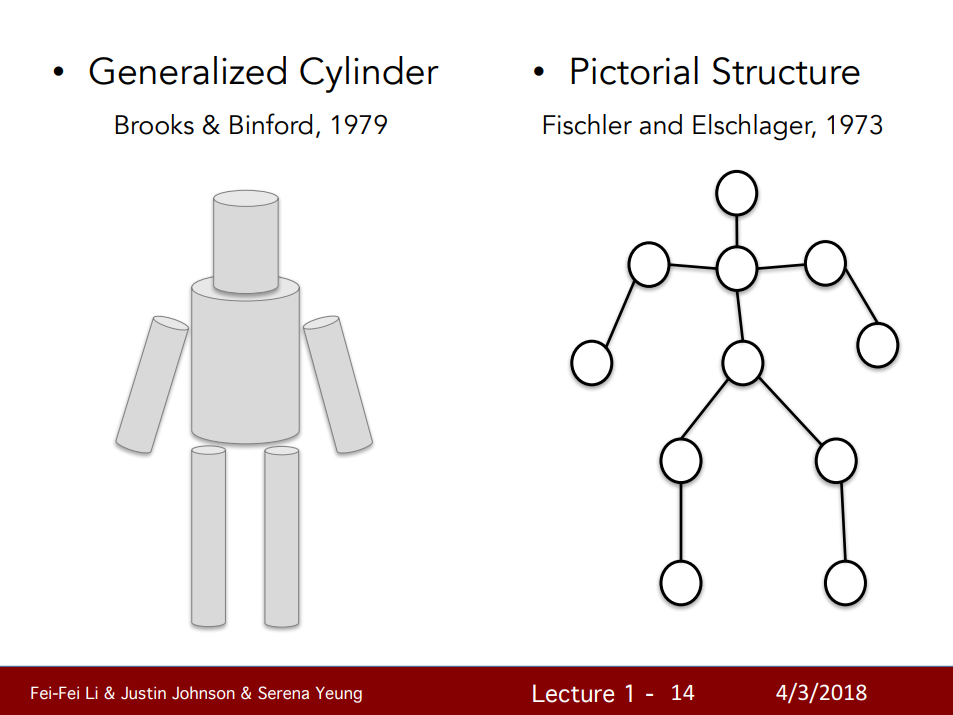 • Generalized Cylinder
Brooks & Binford, 1979
• Pictorial Structure
Fischler and Elschlager, 1973
Fei-Fei Li & Justin Johnson & Serena Yeung
Lecture 1 - 14
4/3/2018